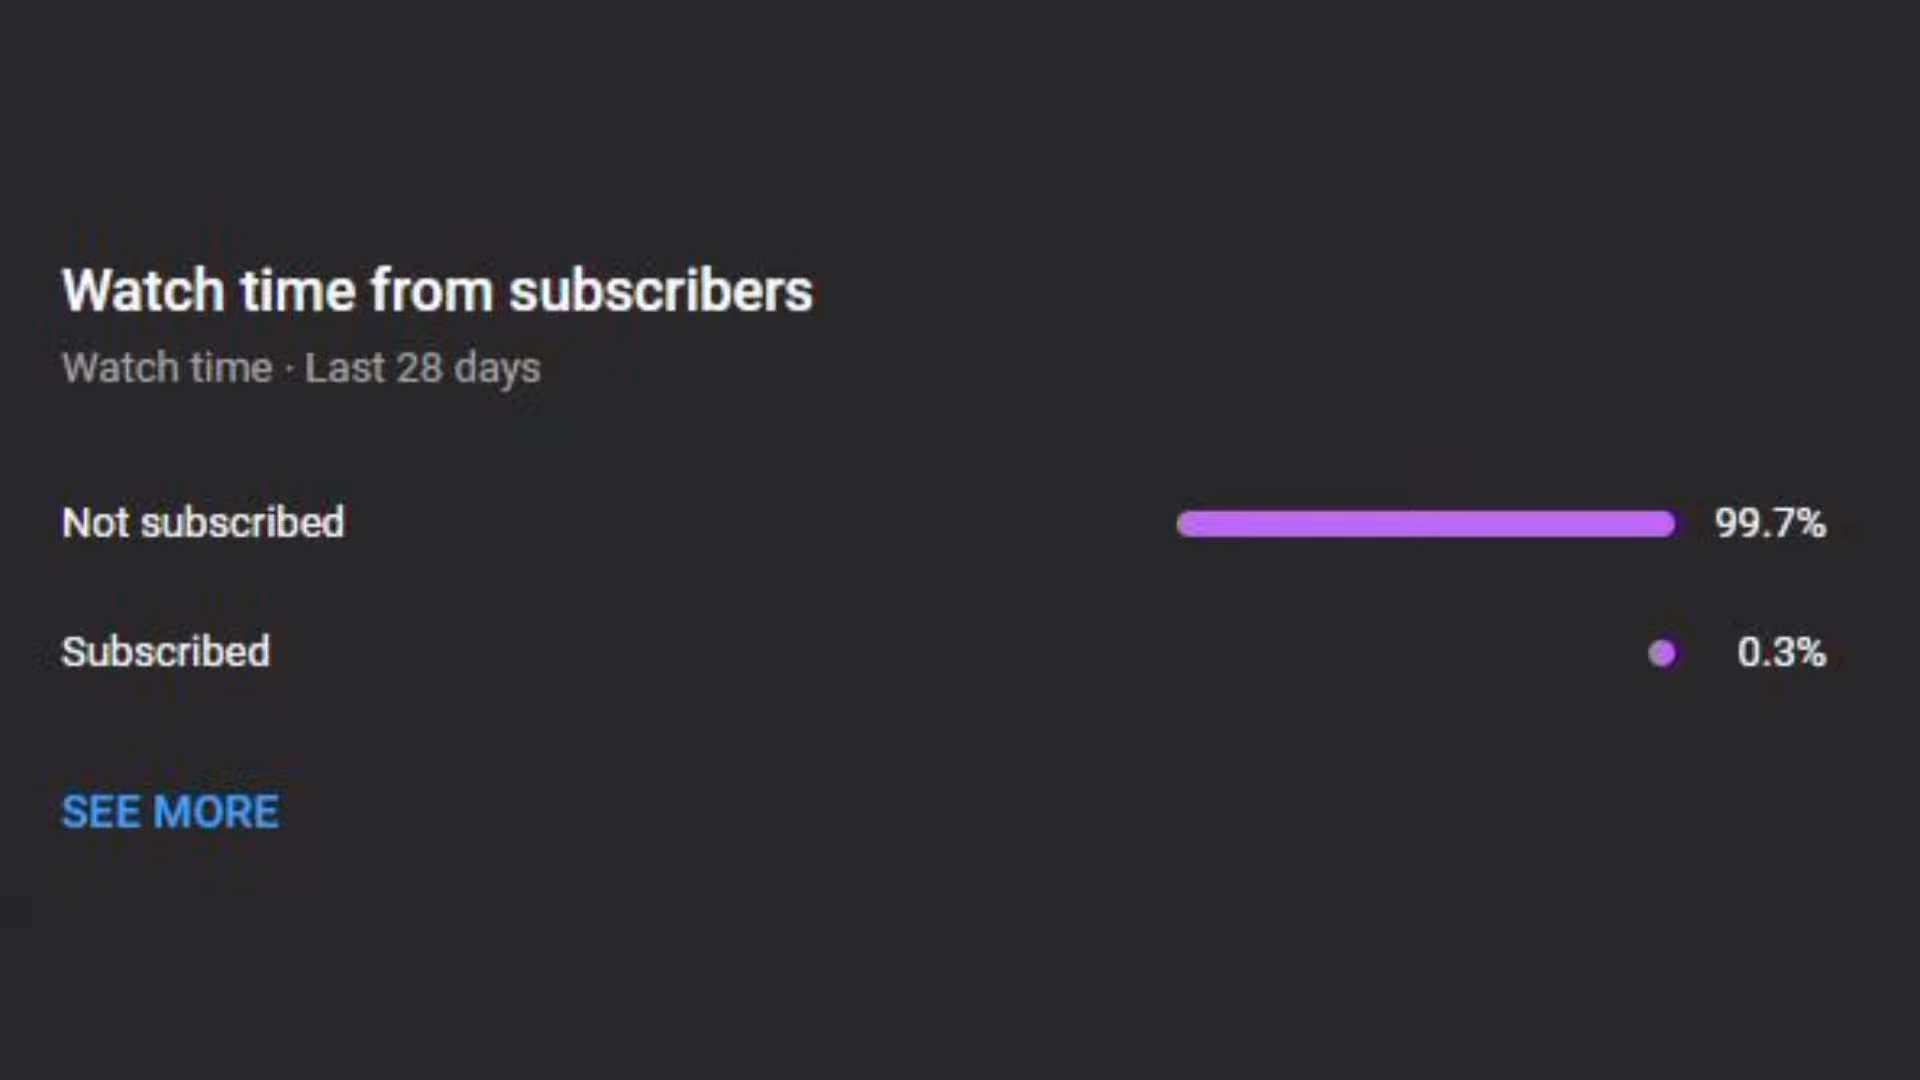 Watch time from subscribers
Watch time · Last 28 days
Not subscribed 99.7%
Subscribed 0.3%
SEE MORE